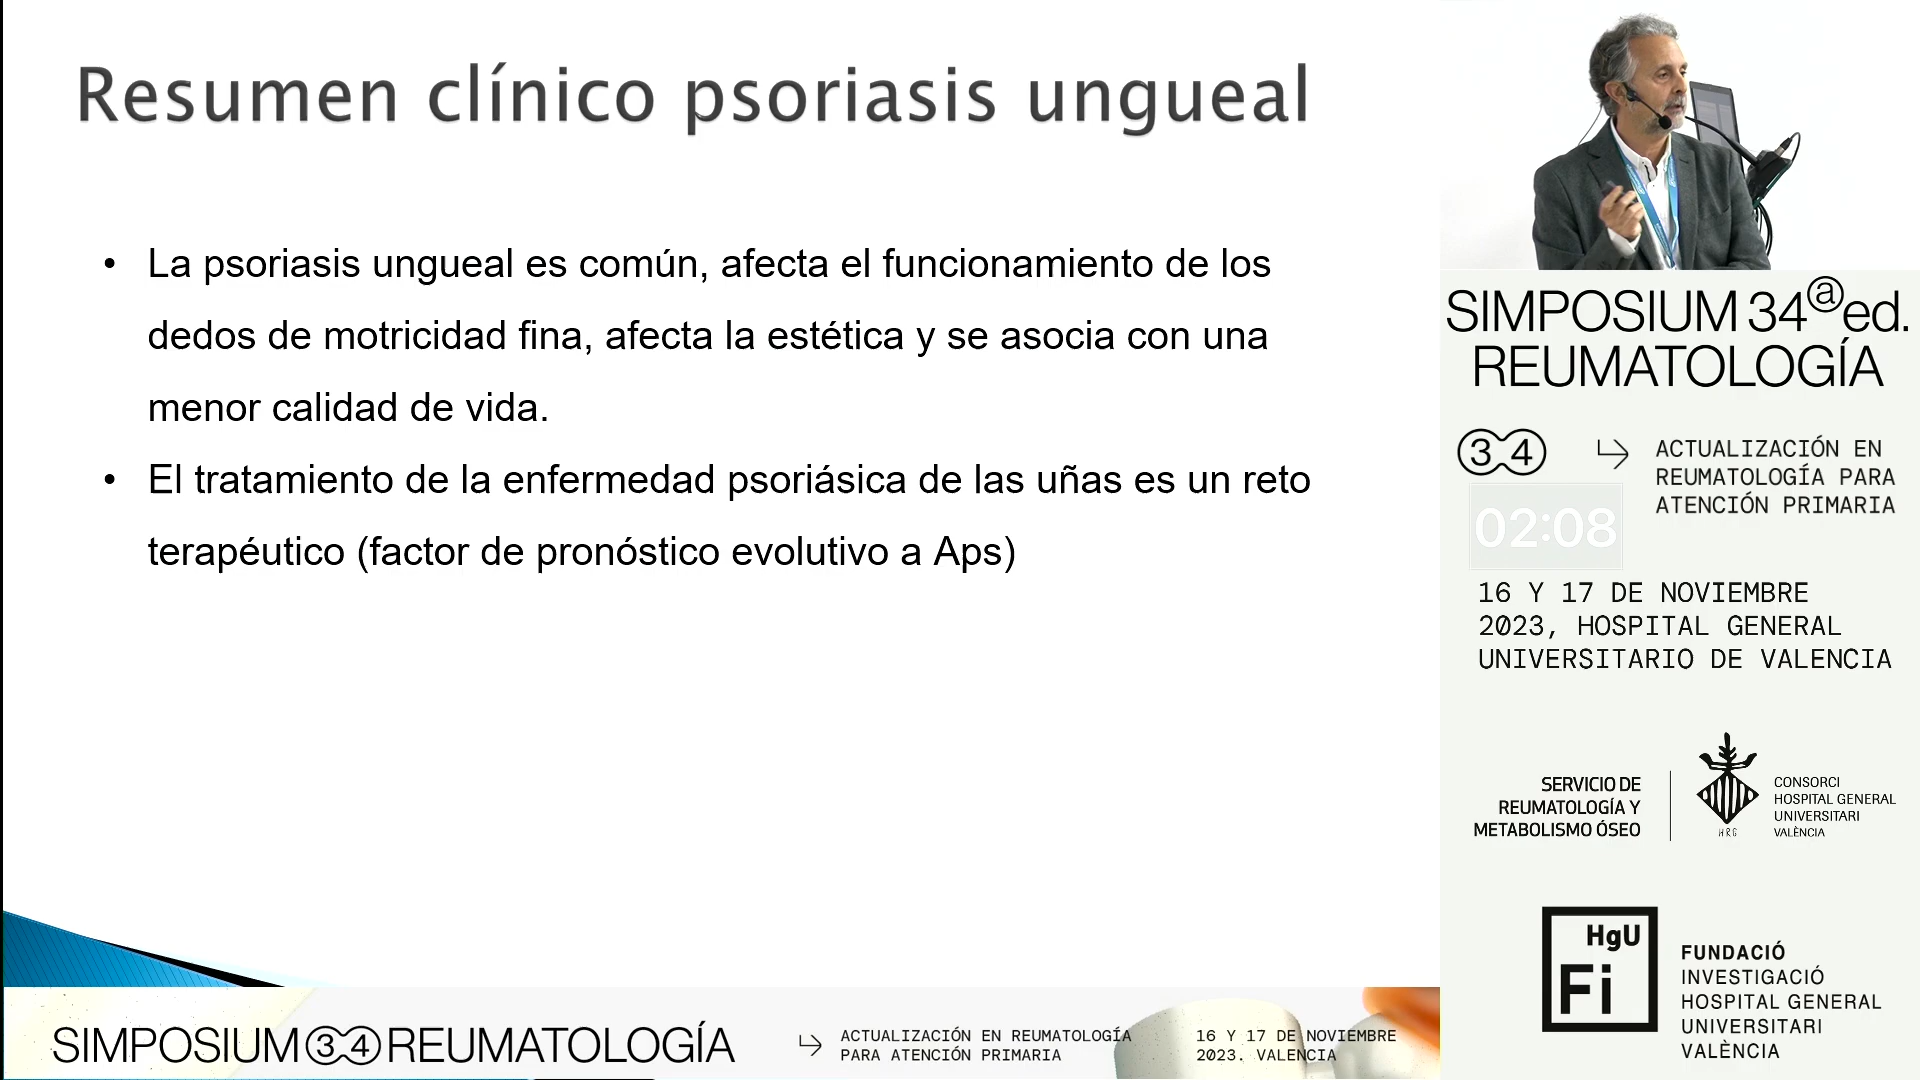 Resumen clínico psoriasis ungueal
• La psoriasis ungueal es común, afecta el funcionamiento de los
dedos de motricidad fina, afecta la estética y se asocia con una
menor calidad de vida.
• El tratamiento de la enfermedad psoriásica de las uñas es un reto
terapéutico (factor de pronóstico evolutivo a Aps)
SIMPOSIUM 34 REUMATOLOGÍA
ACTUALIZACIÓN EN REUMATOLOGÍA
PARA ATENCIÓN PRIMARIA
16 Y 17 DE NOVIEMBRE
2023. VALENCIA
SIMPOSIUM 34ⓐed.
REUMATOLOGÍA
34
ACTUALIZACIÓN EN
REUMATOLOGÍA PARA
ATENCIÓN PRIMARIA
02:08
16 Y 17 DE NOVIEMBRE
2023, HOSPITAL GENERAL
UNIVERSITARIO DE VALENCIA
SERVICIO DE
REUMATOLOGÍA Y
METABOLISMO ÓSEO
HRG
CONSORCI
HOSPITAL GENERAL
UNIVERSITARI
VALÈNCIA
HgU
Fi
FUNDACIÓ
INVESTIGACIÓ
HOSPITAL GENERAL
UNIVERSITARI
VALÈNCIA